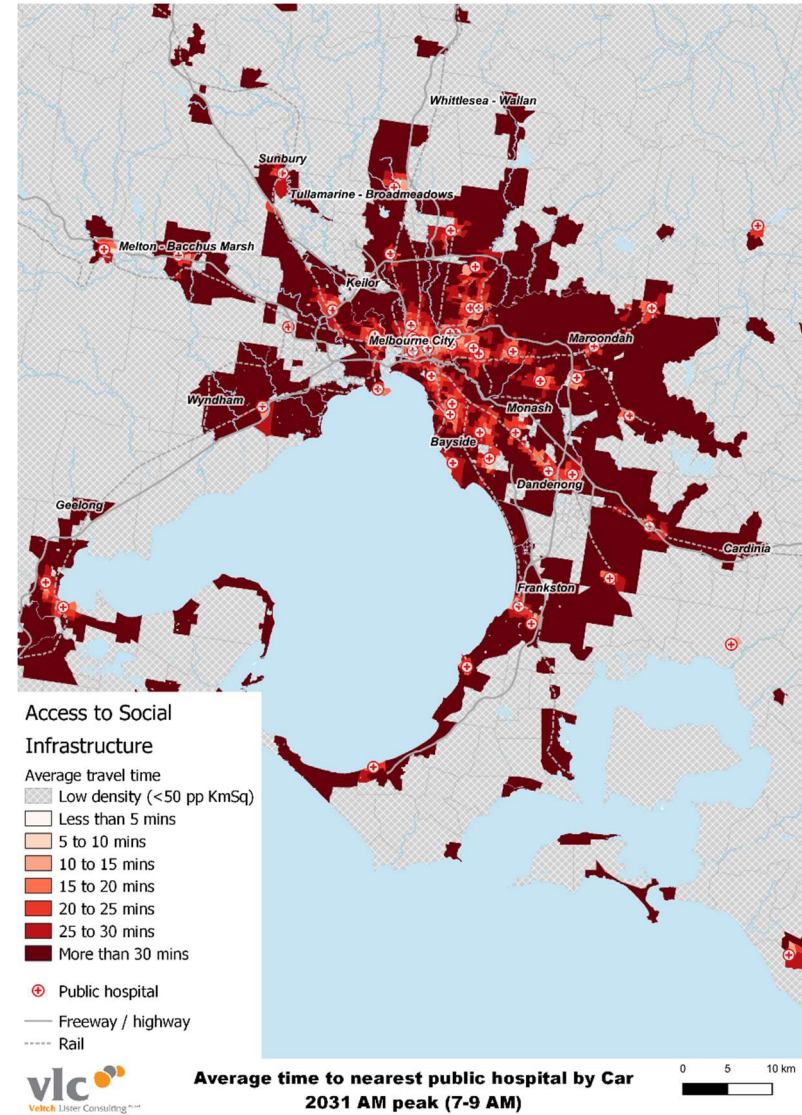 Whittlesea - Wallan
Sunbury
Tullamarine - Broadmeadows
Melton - Bacchus Marsh
Keilor
Melbourne City
Maroondah
Wyndham
Monash
Bayside
Dandenong
Geelong
Cardinia
Frankston
Access to Social
Infrastructure
Average travel time
Low density (<50 pp KmSq)
Less than 5 mins
5 to 10 mins
10 to 15 mins
15 to 20 mins
20 to 25 mins
25 to 30 mins
More than 30 mins
Public hospital
Freeway / highway
Rail
vlc
Veitch Lister Consulting
Average time to nearest public hospital by Car
2031 AM peak (7-9 AM)
0 5 10 km